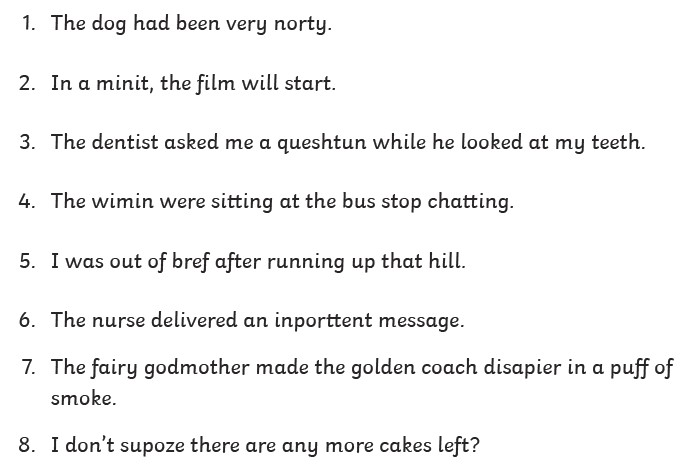 1. The dog had been very norty.
2. In a minit, the film will start.
3. The dentist asked me a queshtun while he looked at my teeth.
4. The wimin were sitting at the bus stop chatting.
5. I was out of bref after running up that hill.
6. The nurse delivered an inporttent message.
7. The fairy godmother made the golden coach disapier in a puff of
smoke.
8. I don't supoze there are any more cakes left?